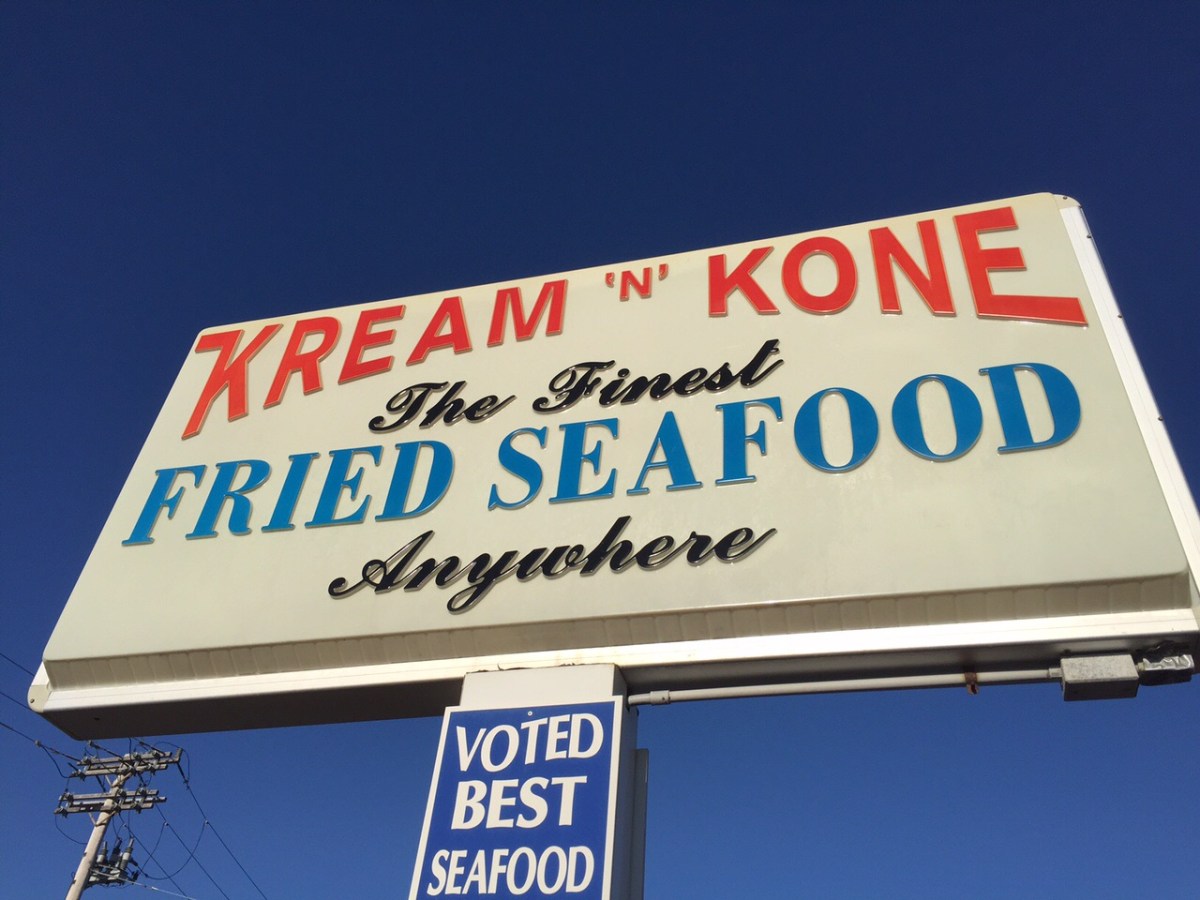 KREAM 'N' KONE
The Finest
FRIED SEAFOOD
Anywhere
VOTED
BEST
SEAFOOD